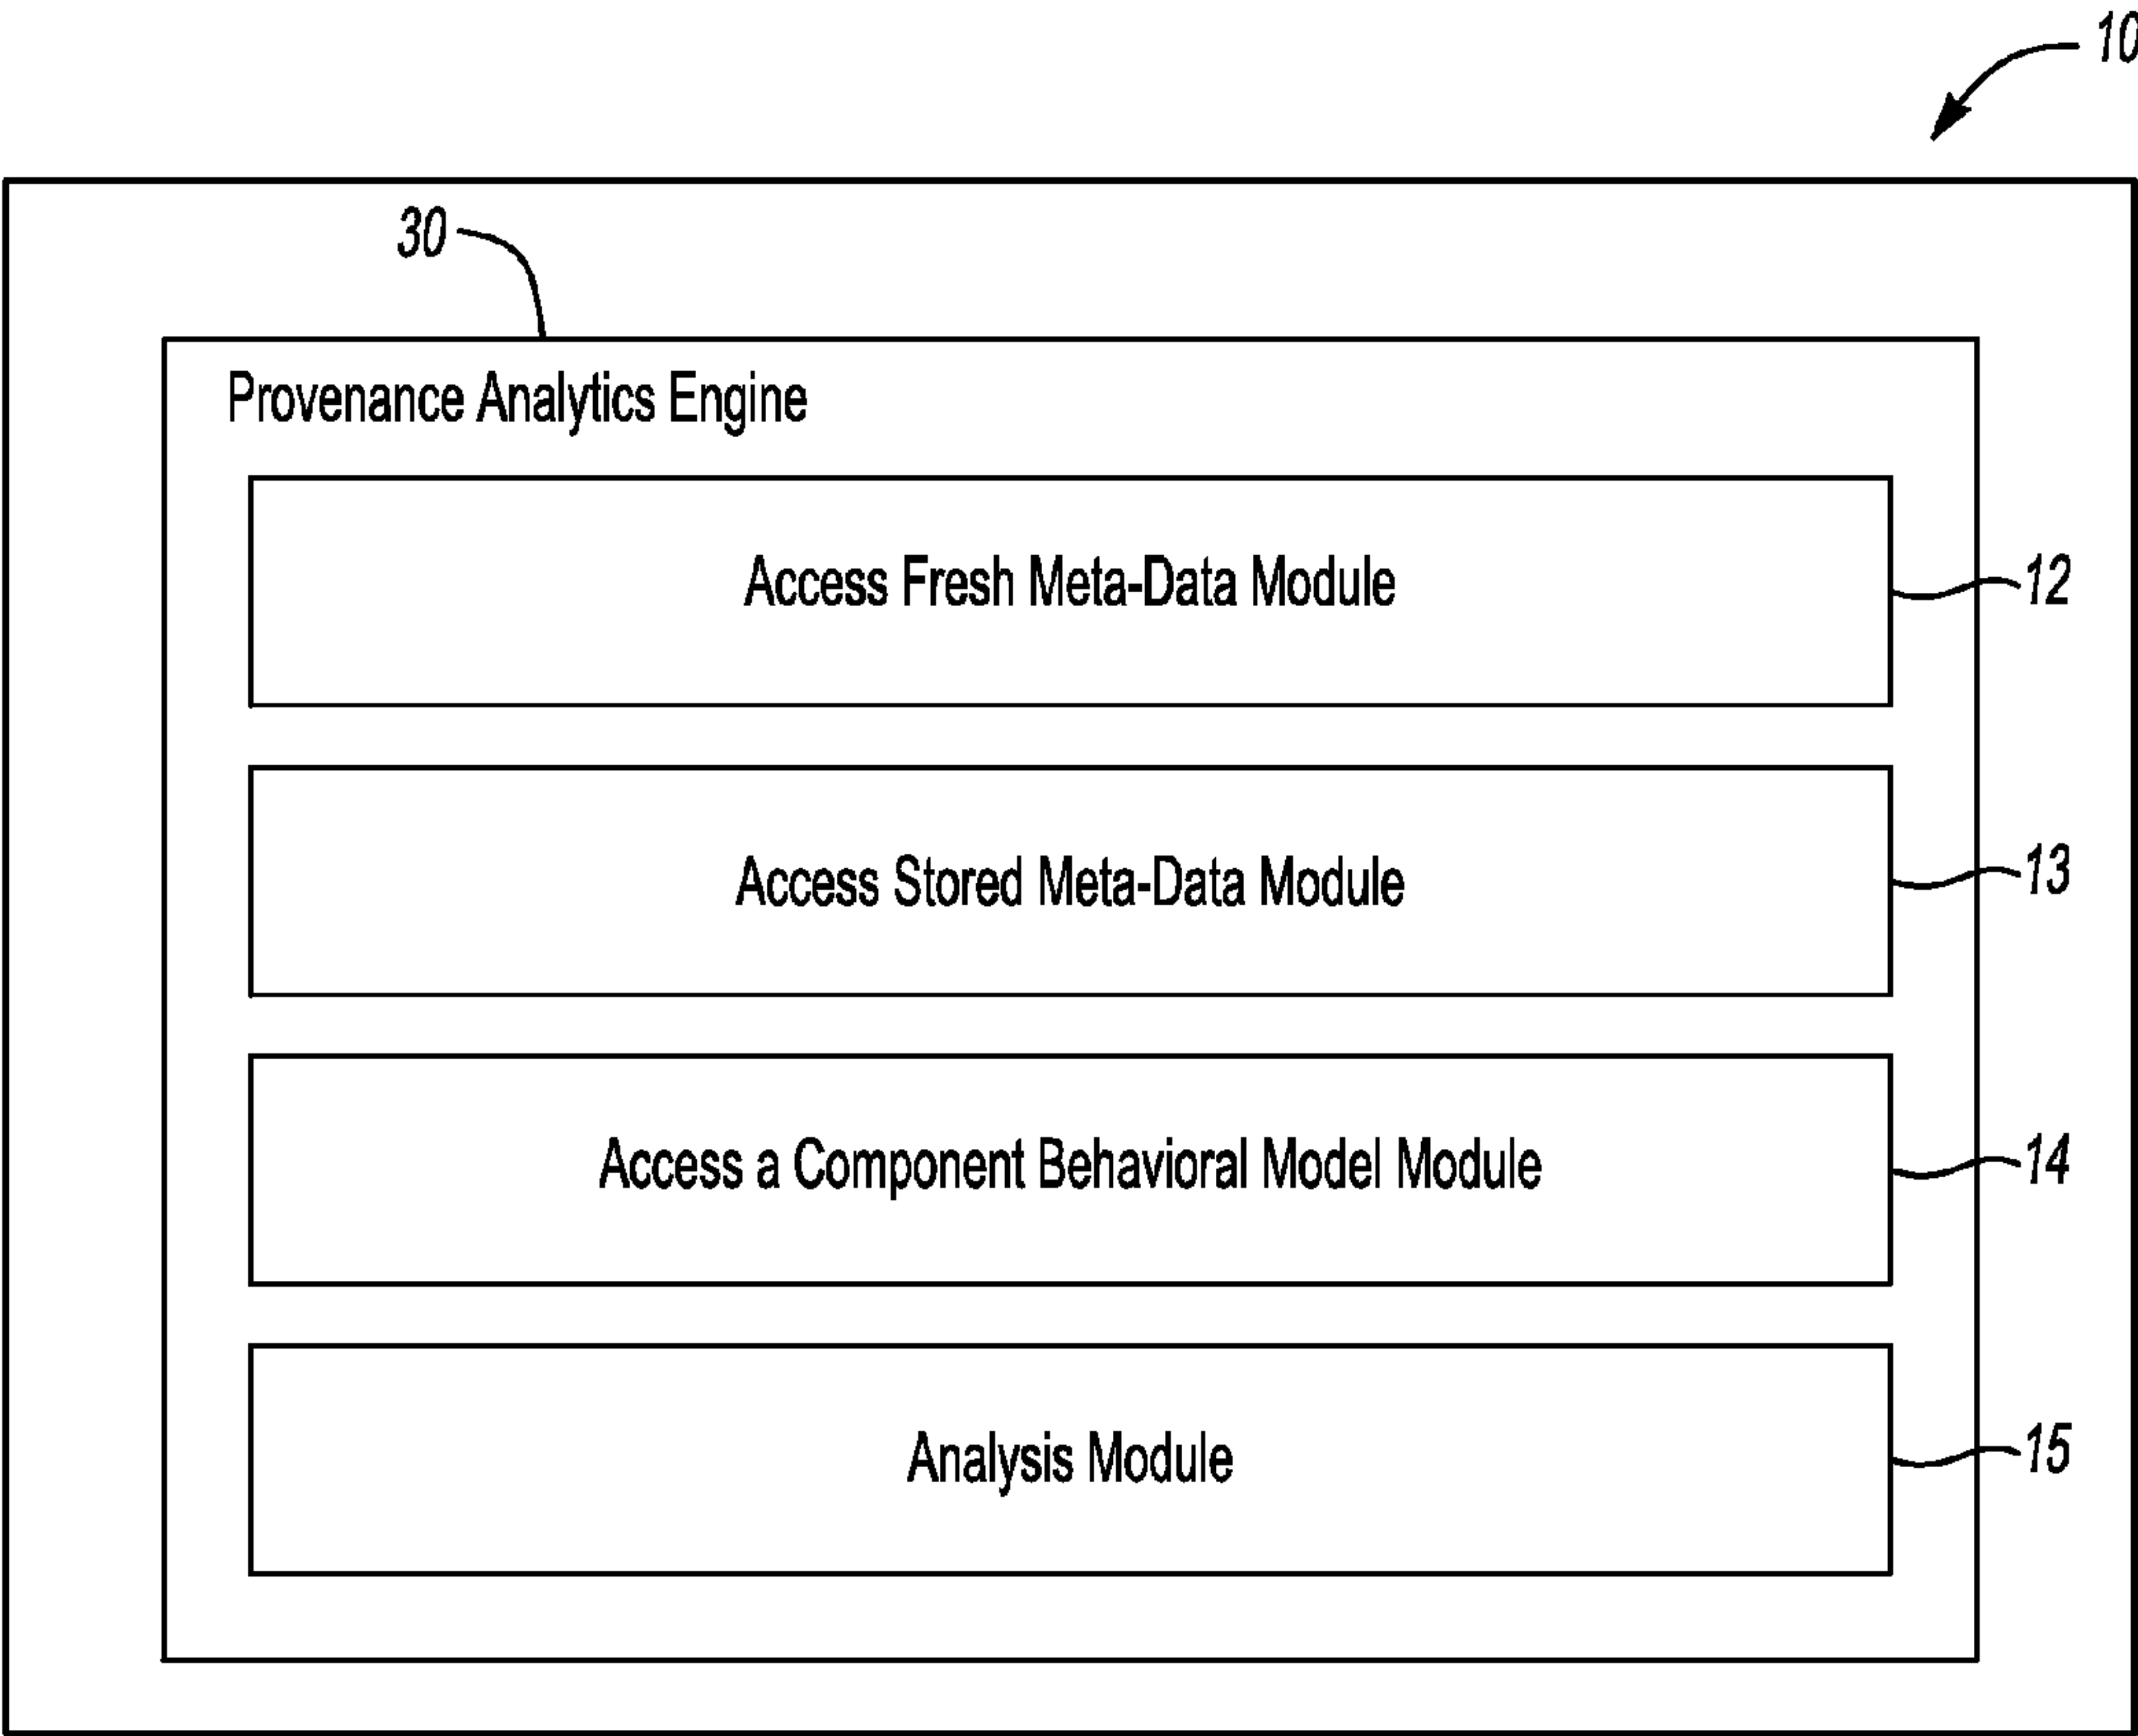 10
30
Provenance Analytics Engine
Access Fresh Meta-Data Module
12
Access Stored Meta-Data Module
13
Access a Component Behavioral Model Module
14
Analysis Module
15